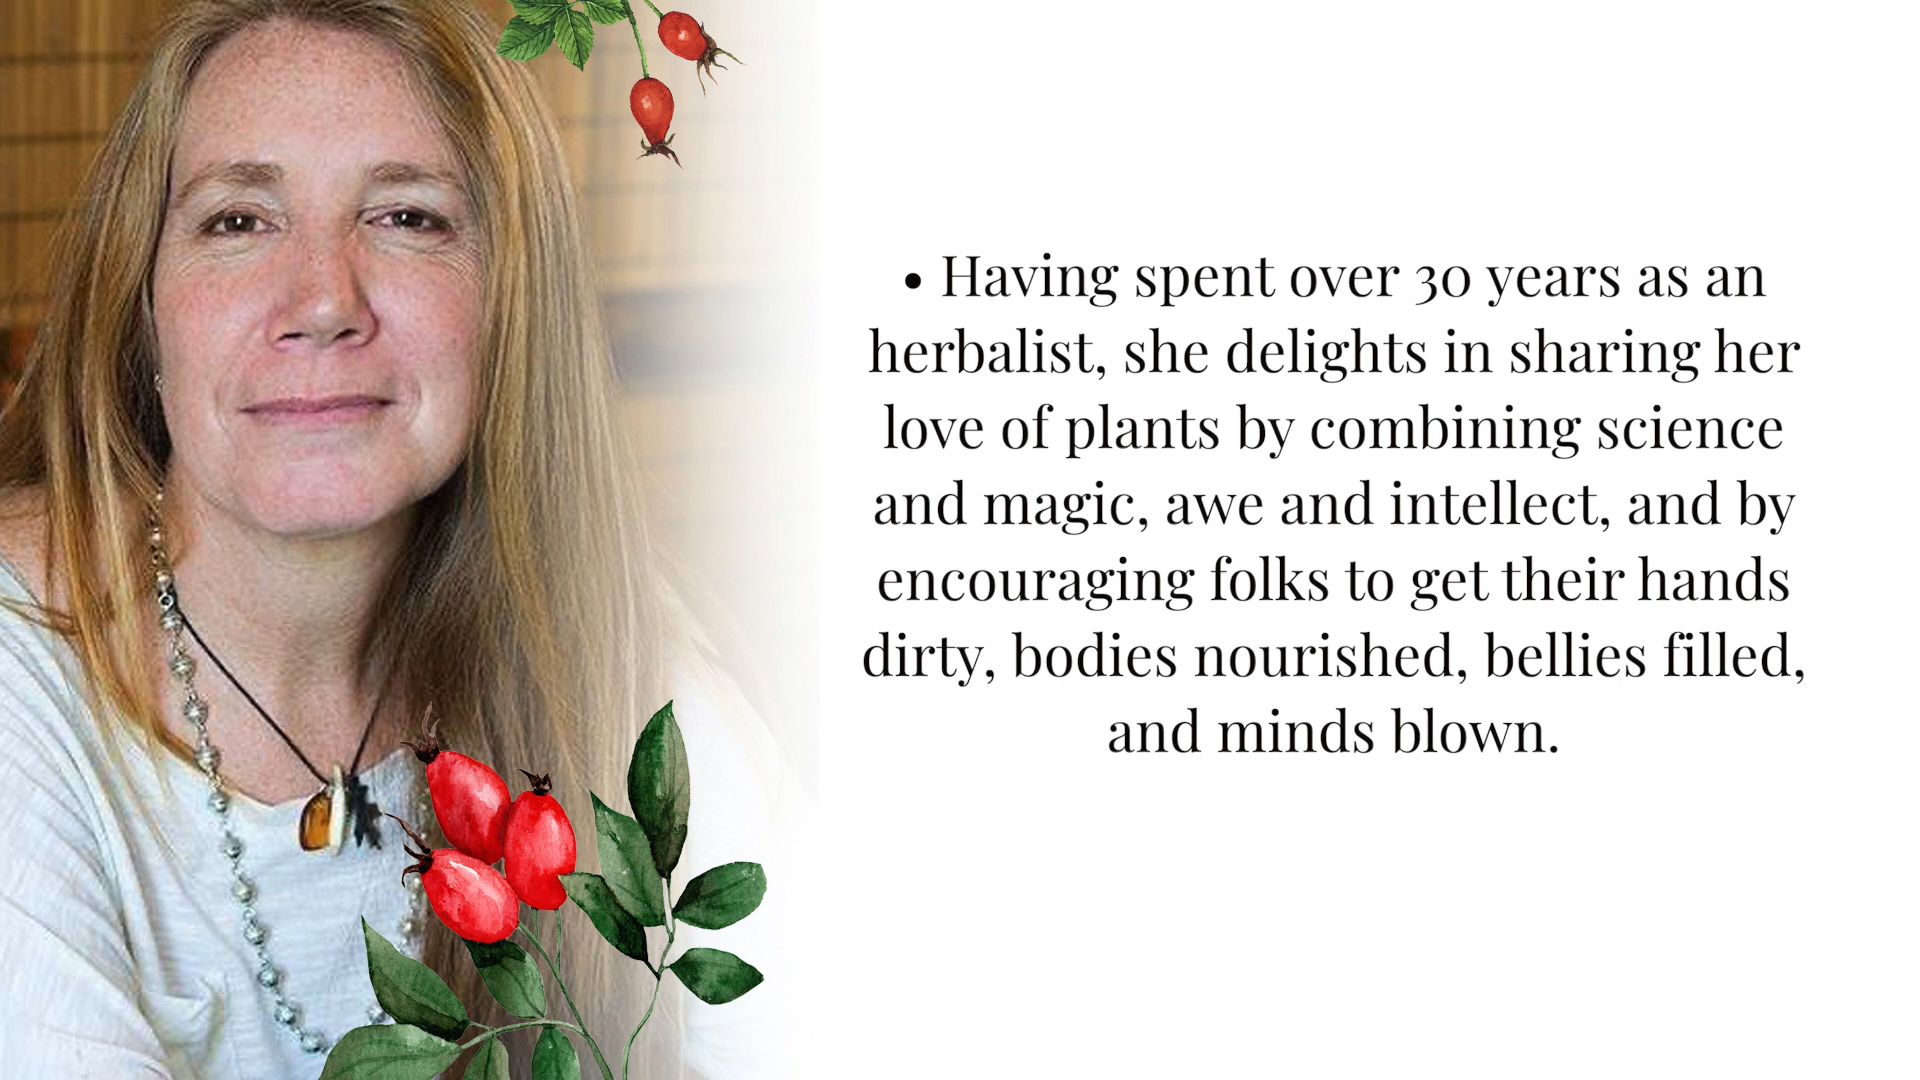 • Having spent over 30 years as an
herbalist, she delights in sharing her
love of plants by combining science
and magic, awe and intellect, and by
encouraging folks to get their hands
dirty, bodies nourished, bellies filled,
and minds blown.